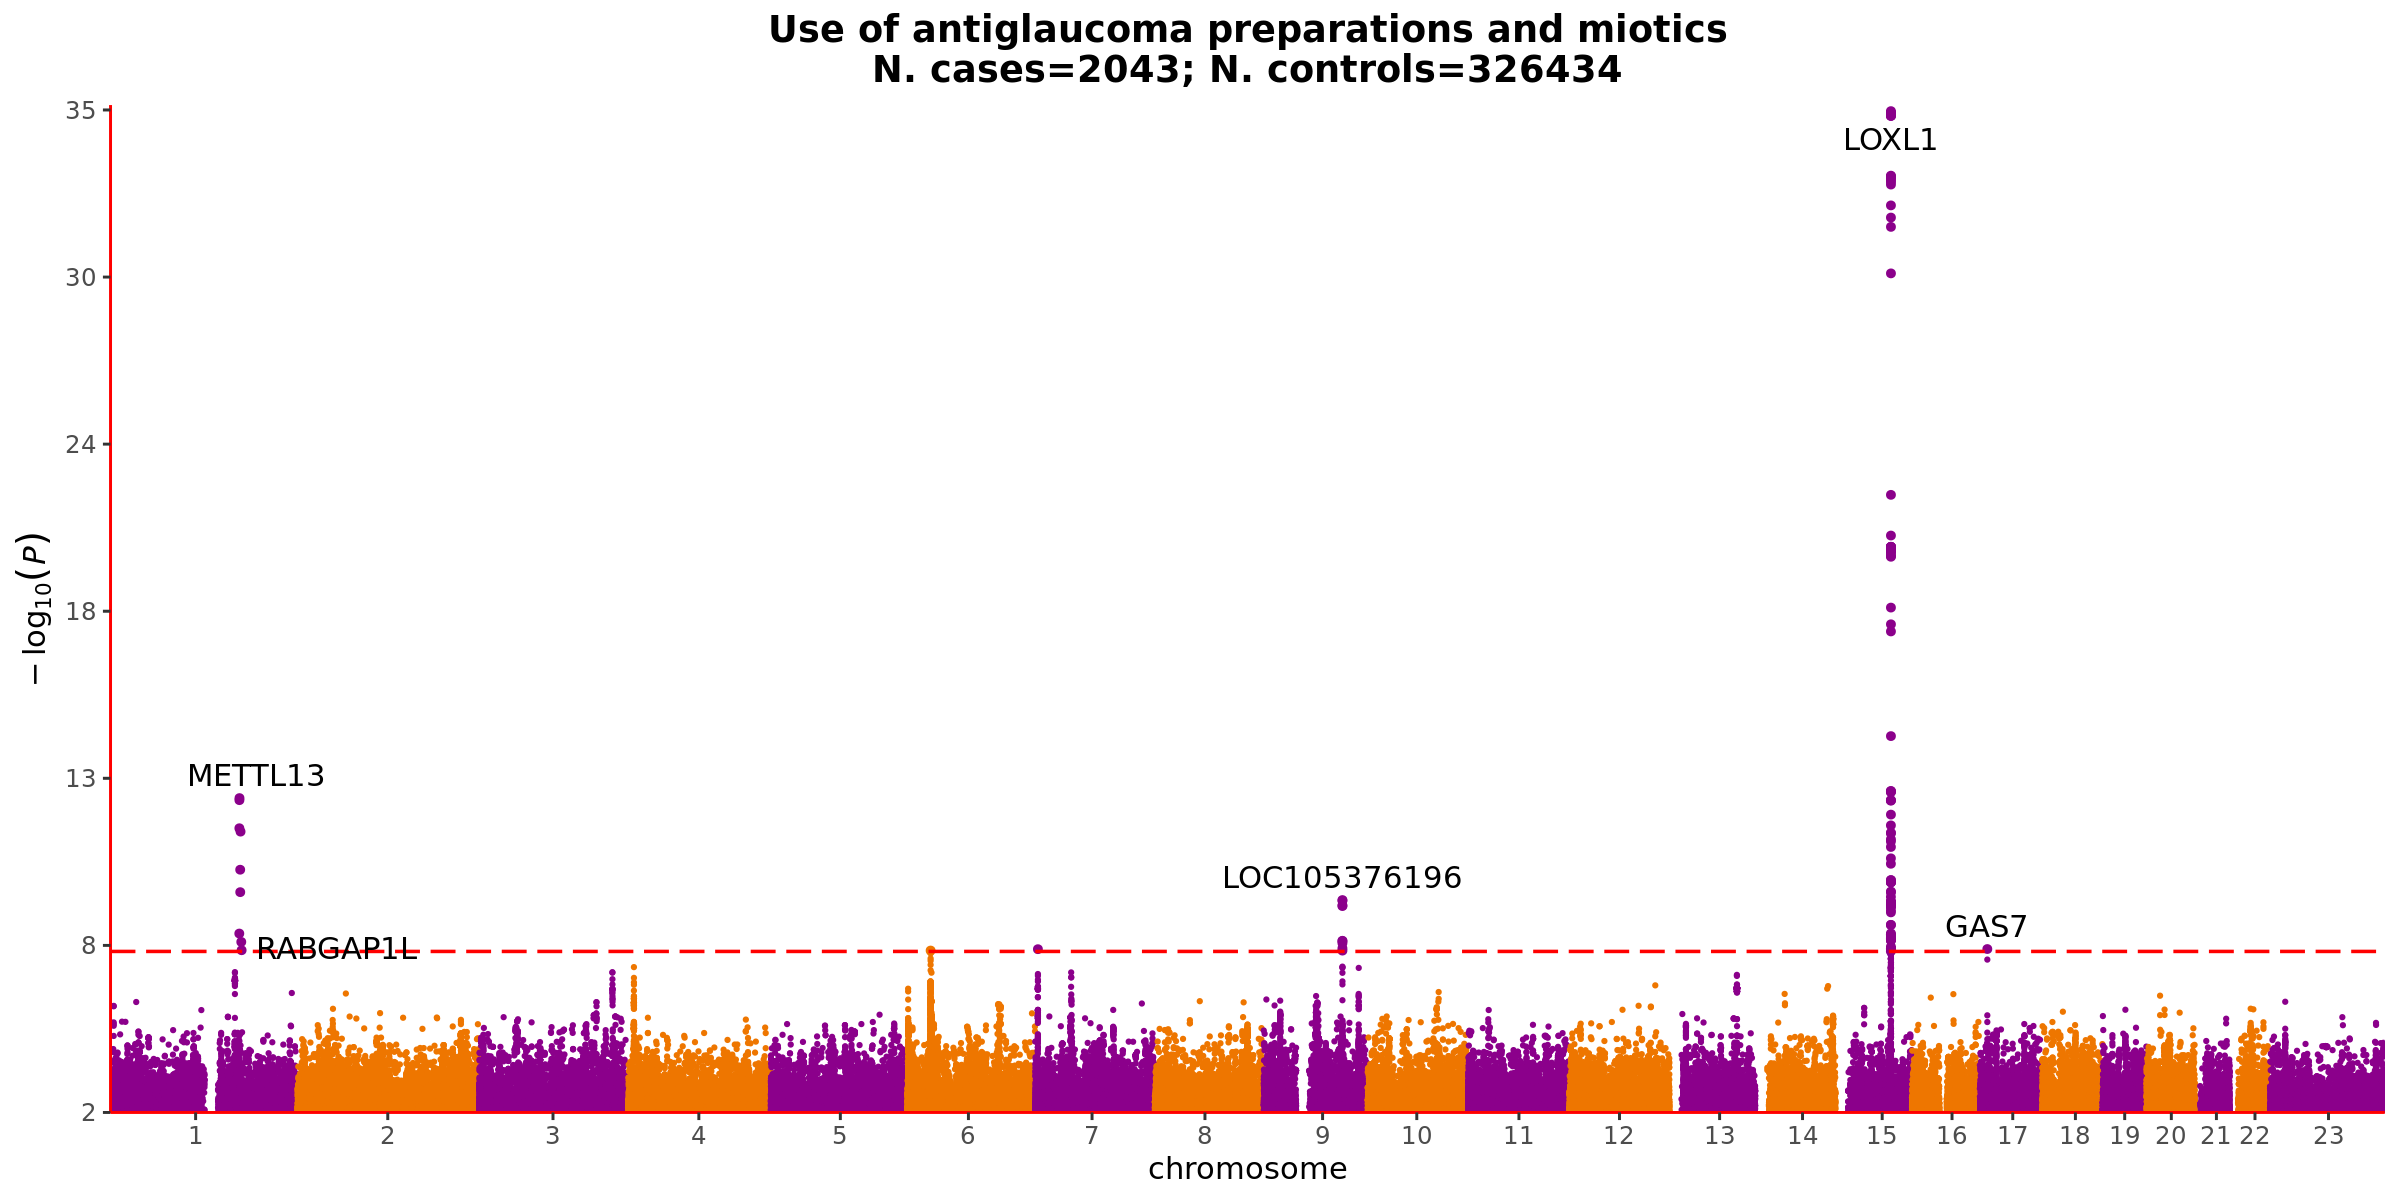 Use of antiglaucoma preparations and miotics
N. cases=2043; N. controls=326434
35
LOXL1
30
24
− log10(P)
18
13
METTL13
LOC105376196
GAS7
8
RABGAP1L
2
1 2 3 4 5 6 7 8 9 10 11 12 13 14 15 16 17 18 19 20 21 22 23
chromosome